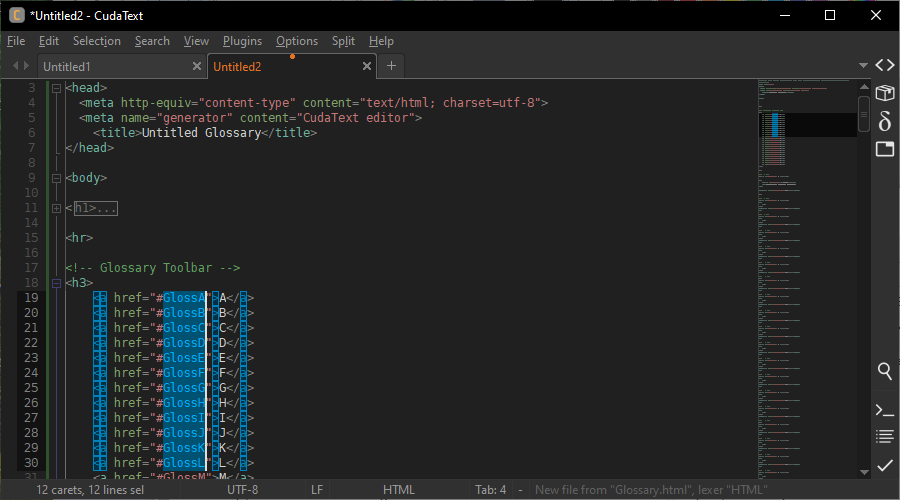 *Untitled2 - CudaText
File Edit Selection Search View Plugins Options Split Help
Untitled1 Untitled2
3 <head>
4 <meta http-equiv="content-type" content="text/html; charset=utf-8">
5 <meta name="generator" content="CudaText editor">
6 <title>Untitled Glossary</title>
7 </head>
8
9 <body>
10
11 <h1>...
14
15 <hr>
16
17 <!-- Glossary Toolbar -->
18 <h3>
19 <a href="#GlossA">A</a>
20 <a href="#GlossB">B</a>
21 <a href="#GlossC">C</a>
22 <a href="#GlossD">D</a>
23 <a href="#GlossE">E</a>
24 <a href="#GlossF">F</a>
25 <a href="#GlossG">G</a>
26 <a href="#GlossH">H</a>
27 <a href="#GlossI">I</a>
28 <a href="#GlossJ">J</a>
29 <a href="#GlossK">K</a>
30 <a href="#GlossL">L</a>
31 <a href="#GlossM">M</a>
12 carets, 12 lines sel UTF-8 LF HTML Tab: 4 - New file from "Glossary.html", lexer "HTML"